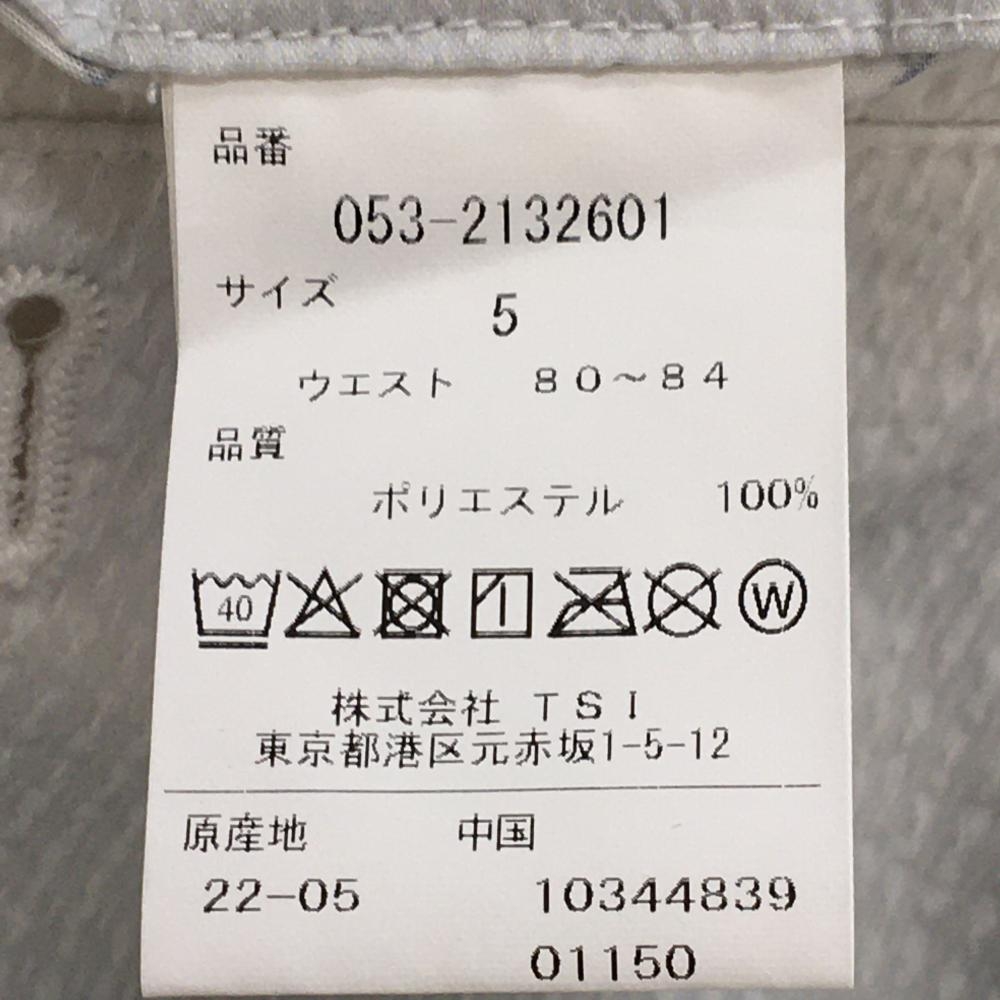 品番
053-2132601
サイズ
5
ウエスト 80～84
品質
ポリエステル 100%
40 W
株式会社 TSI
東京都港区元赤坂1-5-12
原産地 中国
22-05 10344839
01150